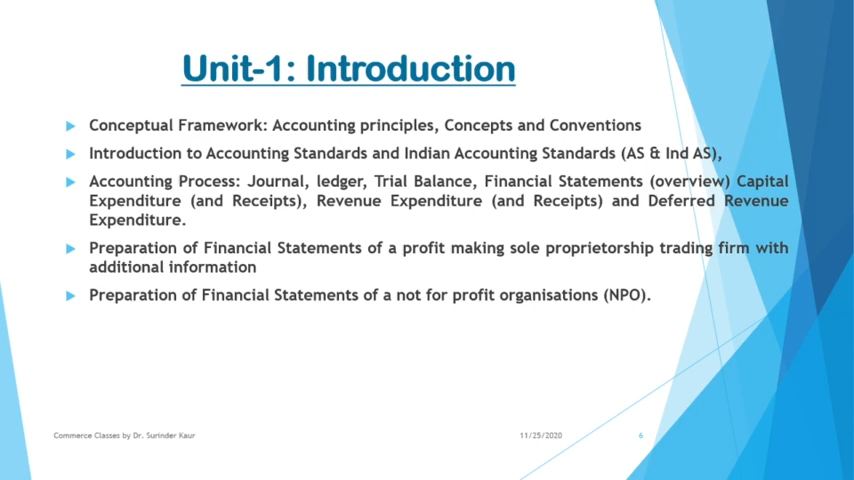 Unit-1: Introduction
Conceptual Framework: Accounting principles, Concepts and Conventions
Introduction to Accounting Standards and Indian Accounting Standards (AS & Ind AS),
Accounting Process: Journal, ledger, Trial Balance, Financial Statements (overview) Capital
Expenditure (and Receipts), Revenue Expenditure (and Receipts) and Deferred Revenue
Expenditure.
Preparation of Financial Statements of a profit making sole proprietorship trading firm with
additional information
Preparation of Financial Statements of a not for profit organisations (NPO).
Commerce Classes by Dr. Surinder Kaur
11/25/2020
6